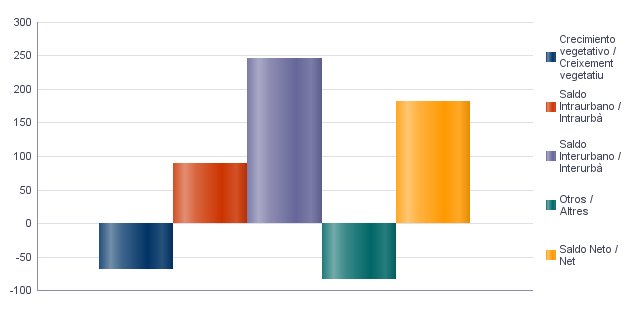 300
250
200
150
100
50
0
-50
-100
Crecimiento
vegetativo /
Creixement
vegetatiu
Saldo
Intraurbano /
Intraurbà
Saldo
Interurbano /
Interurbà
Otros /
Altres
Saldo Neto /
Net